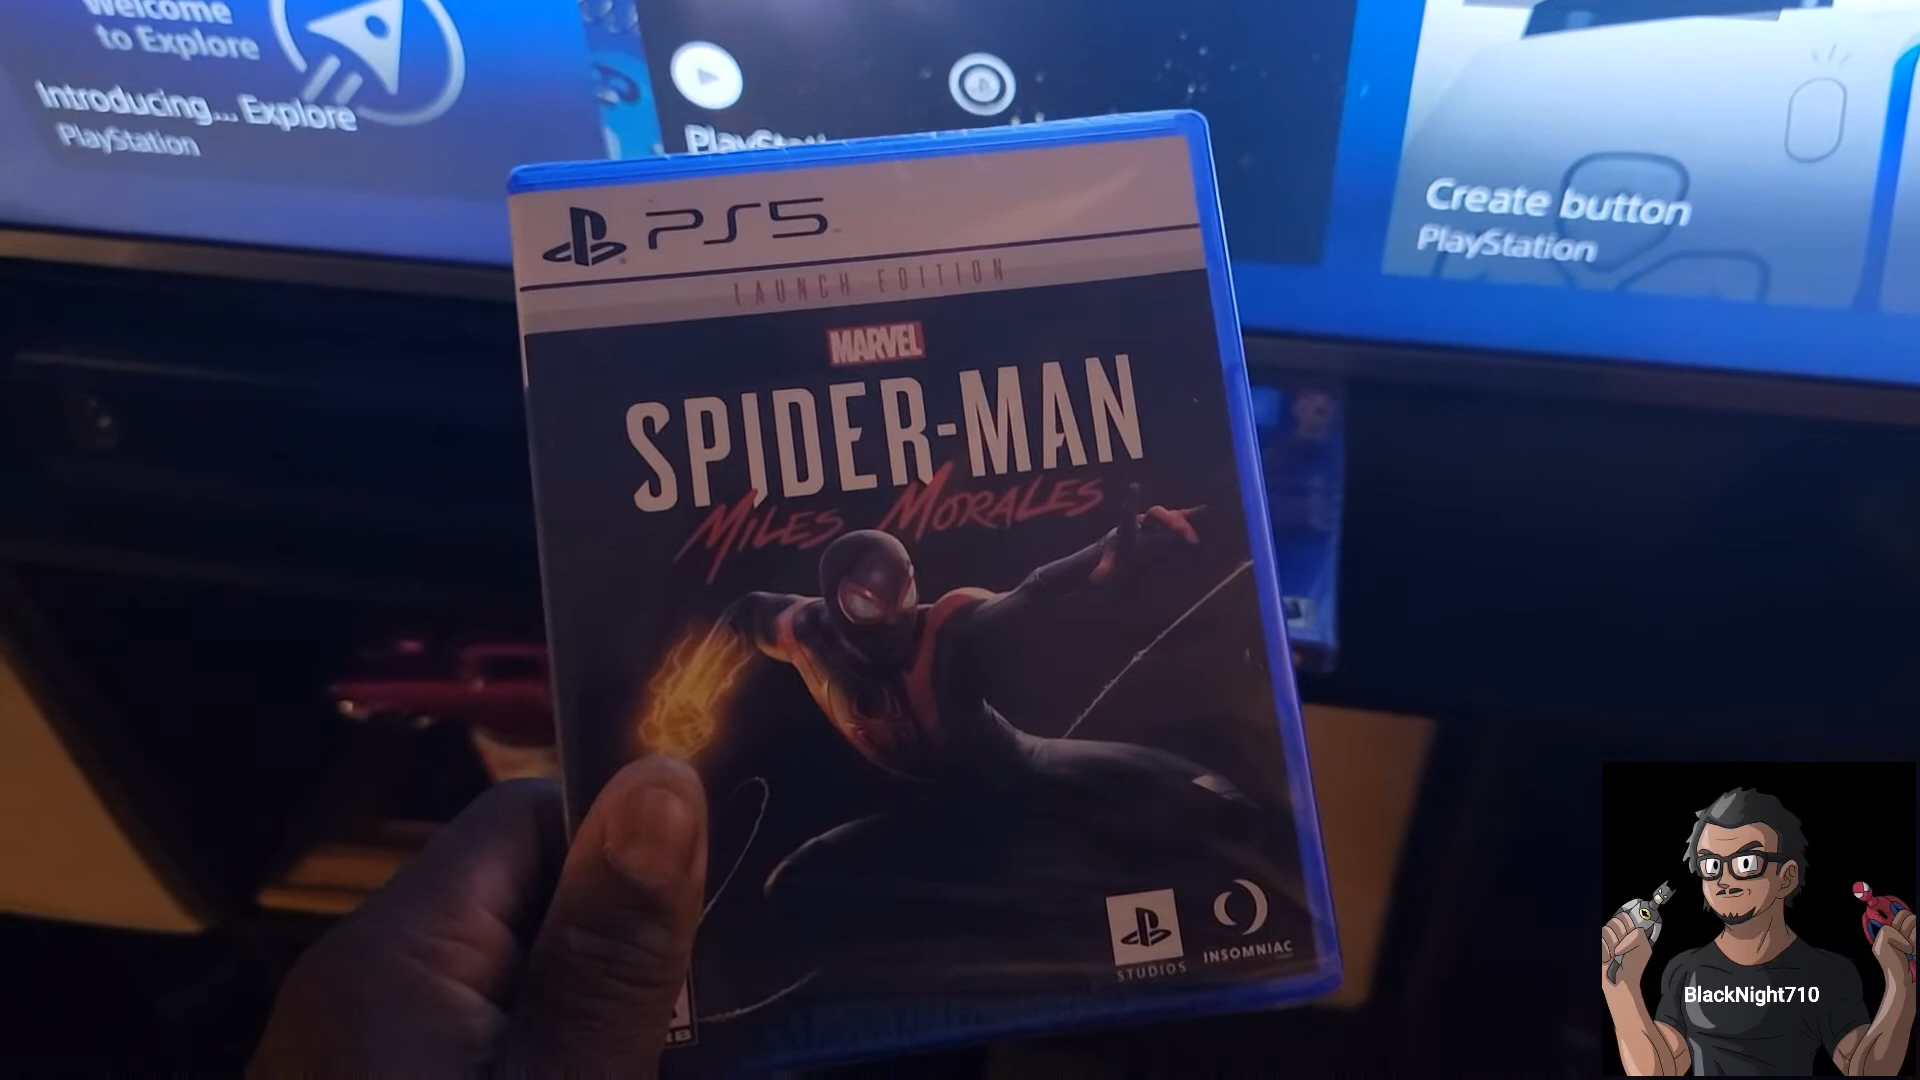 Welcome
to Explore
Introducing... Explore
PlayStation
Create button
PlayStation
PS5
LAUNCH EDITION
MARVEL
SPIDER-MAN
MILES MORALES
STUDIOS
INSOMNIAC
BlackNight710